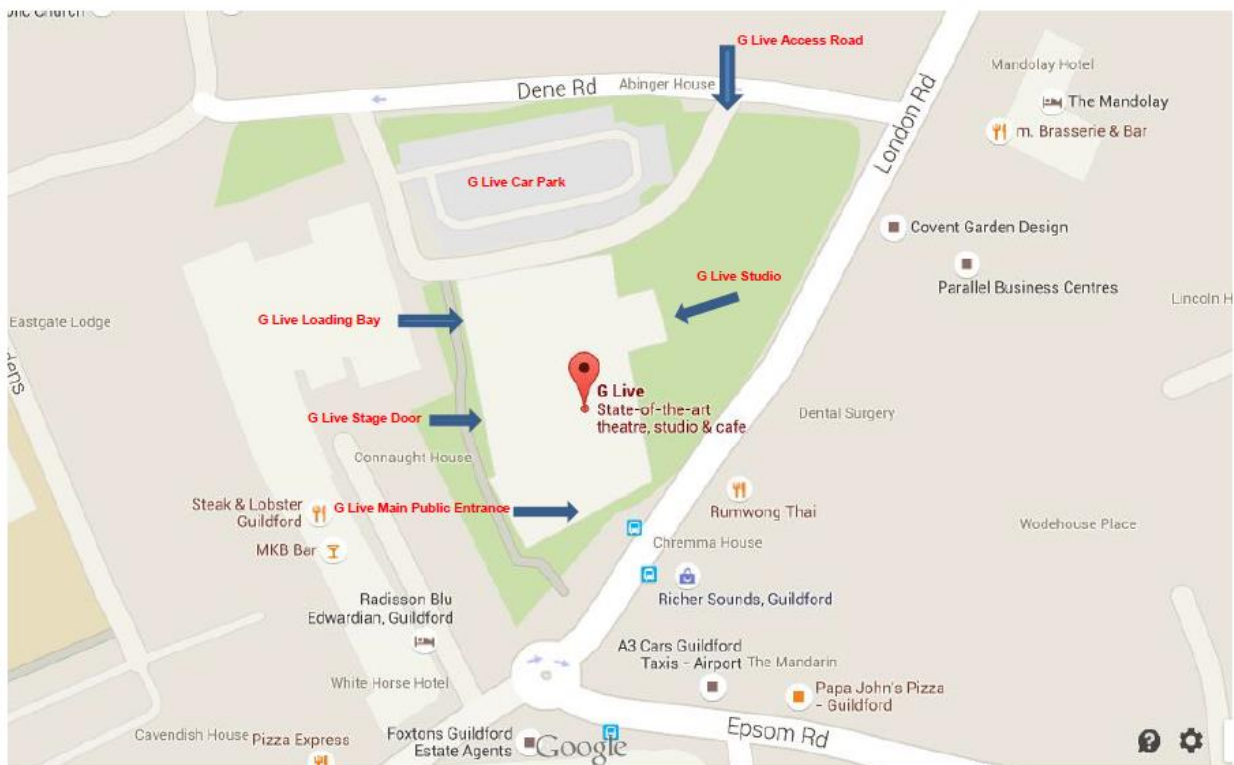 Church
G Live Access Road
Mandolay Hotel
Dene Rd
Abinger House
The Mandolay
m. Brasserie & Bar
London Rd
G Live Car Park
Covent Garden Design
Parallel Business Centres
G Live Studio
Lincoln H
Eastgate Lodge
G Live Loading Bay
dens
G Live
State-of-the-art
theatre, studio & cafe
Dental Surgery
G Live Stage Door
Connaught House
Steak & Lobster
Guildford
G Live Main Public Entrance
Rumwong Thai
Wodehouse Place
MKB Bar
Chremma House
Radisson Blu
Edwardian, Guildford
Richer Sounds, Guildford
A3 Cars Guildford
Taxis - Airport
The Mandarin
White Horse Hotel
Papa John's Pizza
- Guildford
Cavendish House
Pizza Express
Foxtons Guildford
Estate Agents
Google
Epsom Rd